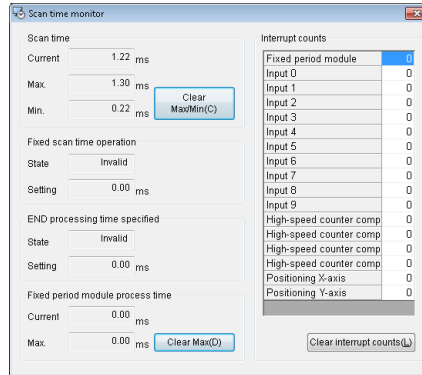 Scan time monitor
Scan time
Current 1.22 ms
Max. 1.30 ms
Min. 0.22 ms
Clear
Max/Min(C)
Fixed scan time operation
State Invalid
Setting 0.00 ms
END processing time specified
State Invalid
Setting 0.00 ms
Fixed period module process time
Current 0.00 ms
Max. 0.00 ms Clear Max(D)
Interrupt counts
Fixed period module 0
Input 0 0
Input 1 0
Input 2 0
Input 3 0
Input 4 0
Input 5 0
Input 6 0
Input 7 0
Input 8 0
Input 9 0
High-speed counter comp 0
High-speed counter comp 0
High-speed counter comp 0
High-speed counter comp 0
Positioning X-axis 0
Positioning Y-axis 0
Clear interrupt counts(L)